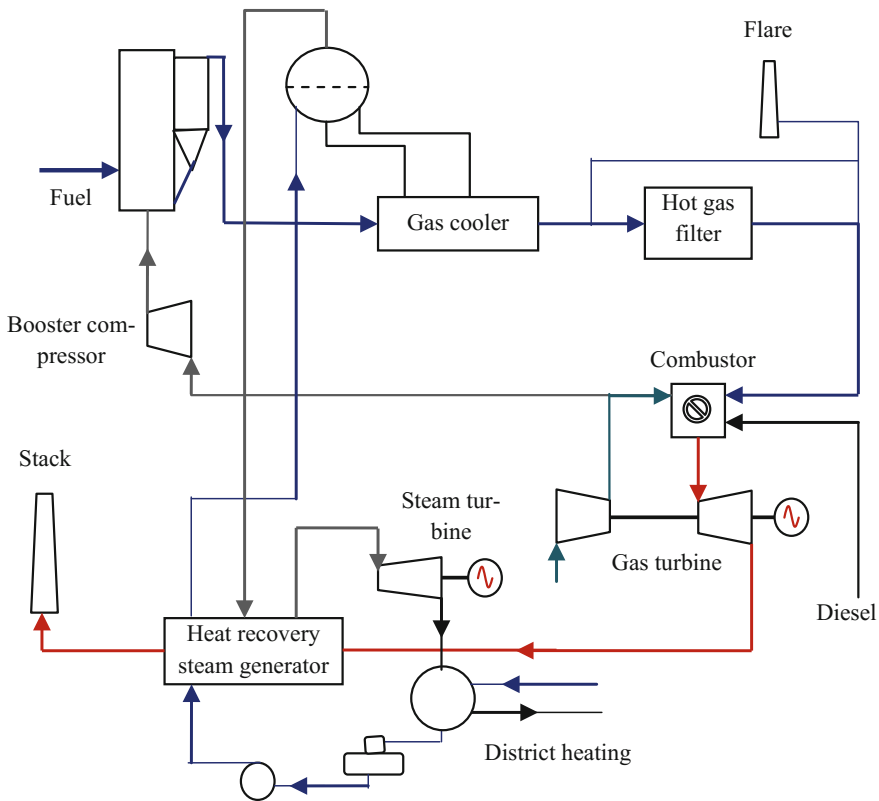 Flare
Fuel
Gas cooler
Hot gas
filter
Booster com-
pressor
Combustor
Stack
Steam tur-
bine
Gas turbine
Diesel
Heat recovery
steam generator
District heating